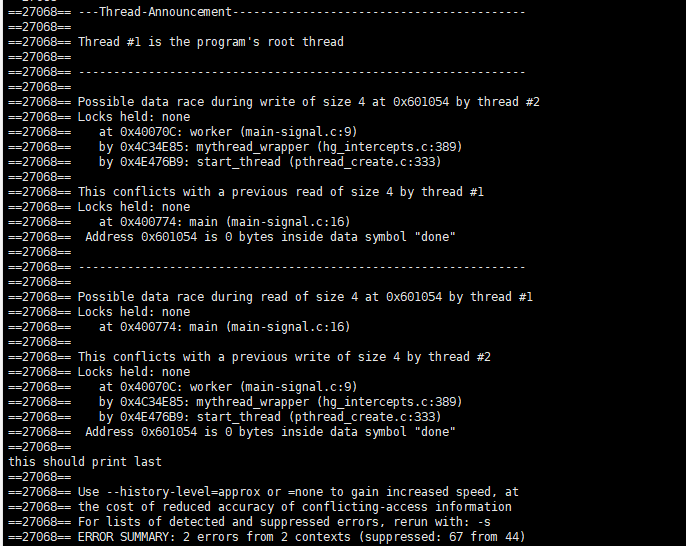 ==27068== ---Thread-Announcement------------------------------------------
==27068==
==27068== Thread #1 is the program's root thread
==27068==
==27068== ----------------------------------------------------------------
==27068==
==27068== Possible data race during write of size 4 at 0x601054 by thread #2
==27068== Locks held: none
==27068==    at 0x40070C: worker (main-signal.c:9)
==27068==    by 0x4C34E85: mythread_wrapper (hg_intercepts.c:389)
==27068==    by 0x4E476B9: start_thread (pthread_create.c:333)
==27068==
==27068== This conflicts with a previous read of size 4 by thread #1
==27068== Locks held: none
==27068==    at 0x400774: main (main-signal.c:16)
==27068==  Address 0x601054 is 0 bytes inside data symbol "done"
==27068==
==27068== ----------------------------------------------------------------
==27068==
==27068== Possible data race during read of size 4 at 0x601054 by thread #1
==27068== Locks held: none
==27068==    at 0x400774: main (main-signal.c:16)
==27068==
==27068== This conflicts with a previous write of size 4 by thread #2
==27068== Locks held: none
==27068==    at 0x40070C: worker (main-signal.c:9)
==27068==    by 0x4C34E85: mythread_wrapper (hg_intercepts.c:389)
==27068==    by 0x4E476B9: start_thread (pthread_create.c:333)
==27068==  Address 0x601054 is 0 bytes inside data symbol "done"
==27068==
this should print last
==27068==
==27068== Use --history-level=approx or =none to gain increased speed, at
==27068== the cost of reduced accuracy of conflicting-access information
==27068== For lists of detected and suppressed errors, rerun with: -s
==27068== ERROR SUMMARY: 2 errors from 2 contexts (suppressed: 67 from 44)